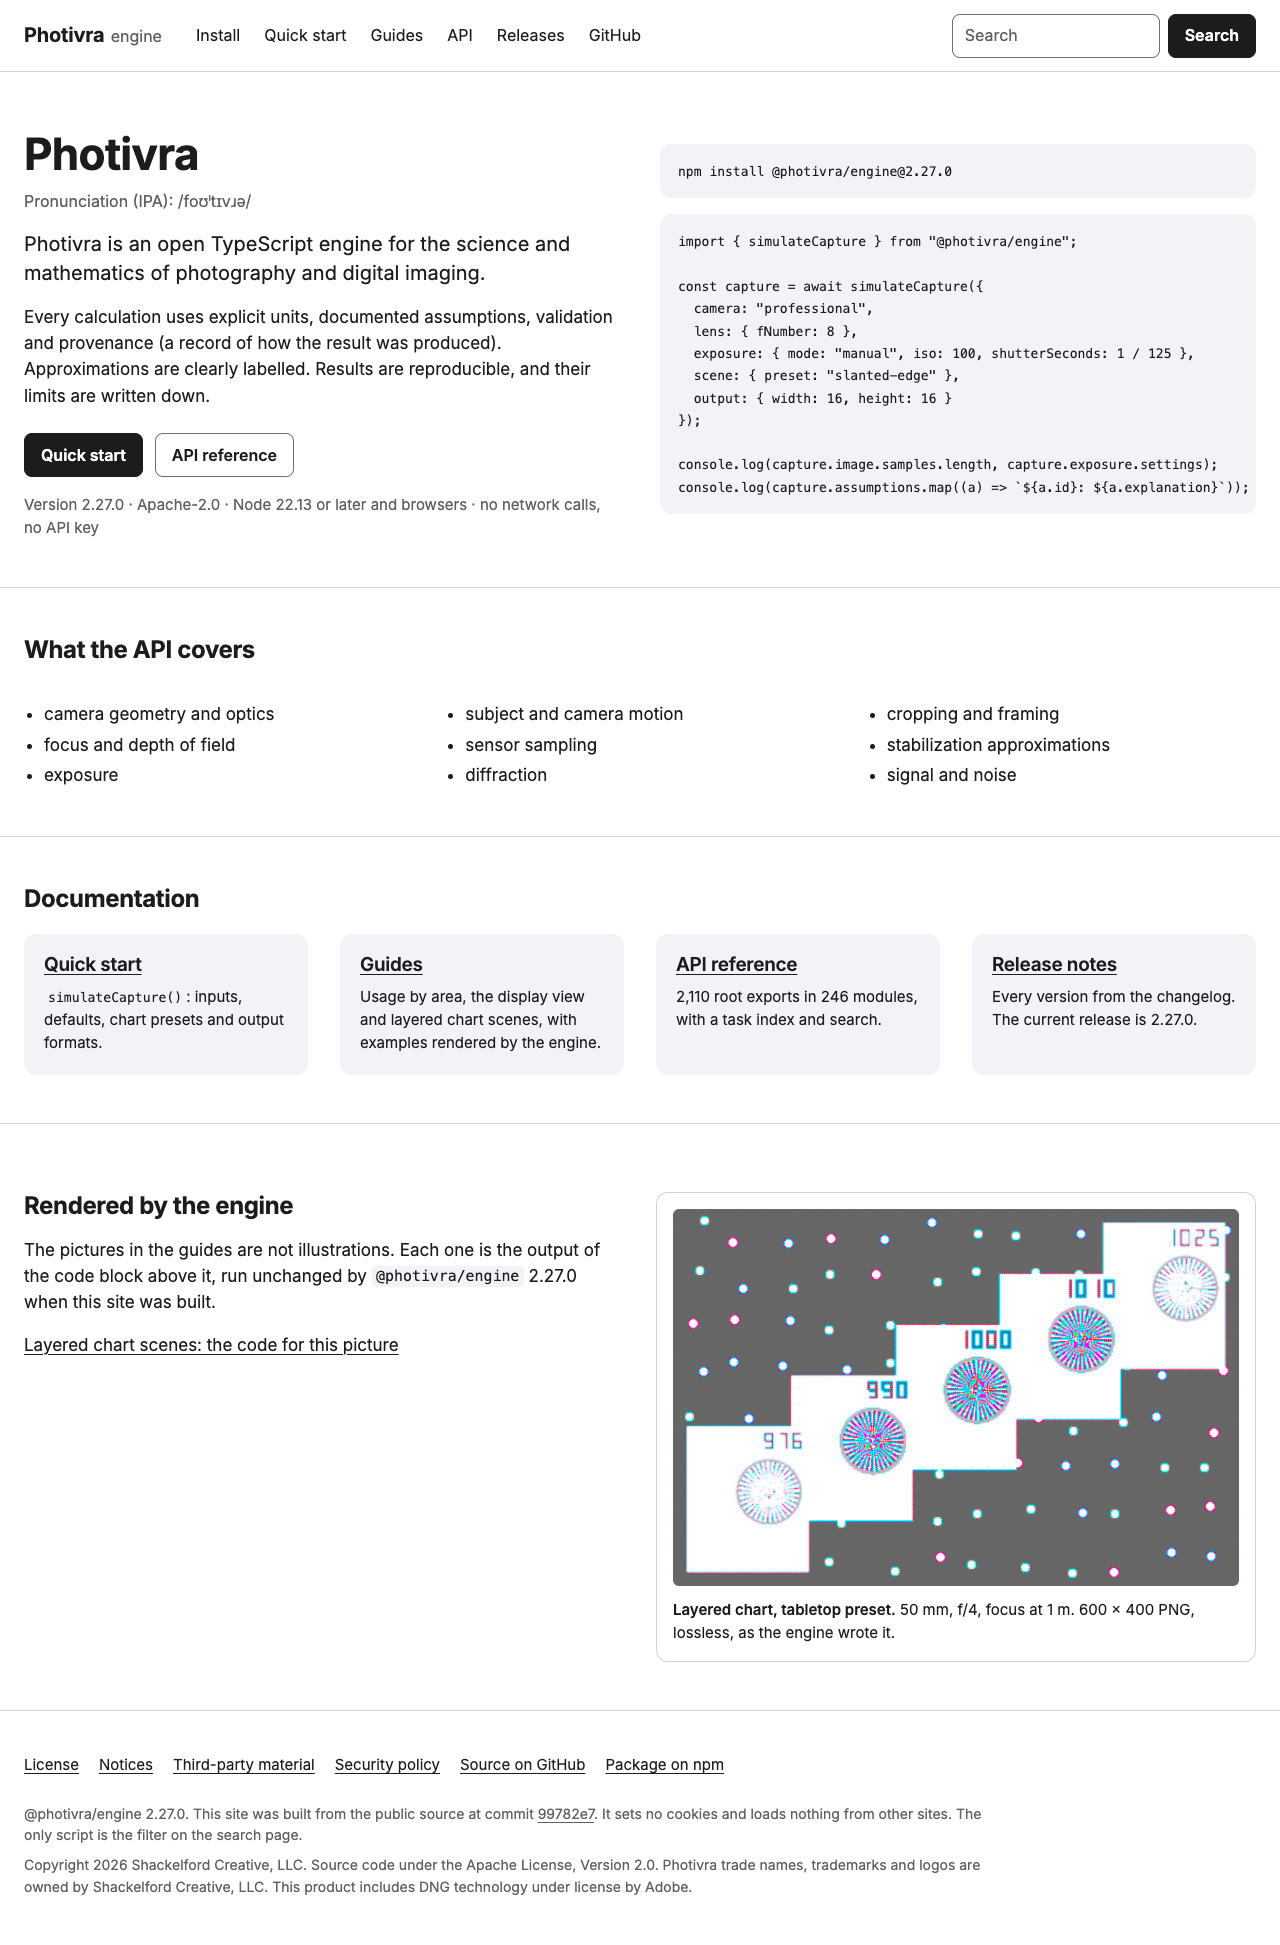 Photivra engine
Install
Quick start
Guides
API
Releases
GitHub
Search
Search
Photivra
Pronunciation (IPA): /foʊˈtɪvɹə/
Photivra is an open TypeScript engine for the science and
mathematics of photography and digital imaging.
Every calculation uses explicit units, documented assumptions, validation
and provenance (a record of how the result was produced).
Approximations are clearly labelled. Results are reproducible, and their
limits are written down.
Quick start
API reference
Version 2.27.0 · Apache-2.0 · Node 22.13 or later and browsers · no network calls,
no API key
npm install @photivra/engine@2.27.0
import { simulateCapture } from "@photivra/engine";
const capture = await simulateCapture({
  camera: "professional",
  lens: { fNumber: 8 },
  exposure: { mode: "manual", iso: 100, shutterSeconds: 1 / 125 },
  scene: { preset: "slanted-edge" },
  output: { width: 16, height: 16 }
});
console.log(capture.image.samples.length, capture.exposure.settings);
console.log(capture.assumptions.map((a) => `${a.id}: ${a.explanation}`));
What the API covers
• camera geometry and optics
• focus and depth of field
• exposure
• subject and camera motion
• sensor sampling
• diffraction
• cropping and framing
• stabilization approximations
• signal and noise
Documentation
Quick start
simulateCapture() : inputs,
defaults, chart presets and output
formats.
Guides
Usage by area, the display view
and layered chart scenes, with
examples rendered by the engine.
API reference
2,110 root exports in 246 modules,
with a task index and search.
Release notes
Every version from the changelog.
The current release is 2.27.0.
Rendered by the engine
The pictures in the guides are not illustrations. Each one is the output of
the code block above it, run unchanged by @photivra/engine 2.27.0
when this site was built.
Layered chart scenes: the code for this picture
1025
1010
1000
990
976
Layered chart, tabletop preset. 50 mm, f/4, focus at 1 m. 600 × 400 PNG,
lossless, as the engine wrote it.
License
Notices
Third-party material
Security policy
Source on GitHub
Package on npm
@photivra/engine 2.27.0. This site was built from the public source at commit 99782e7. It sets no cookies and loads nothing from other sites. The
only script is the filter on the search page.
Copyright 2026 Shackelford Creative, LLC. Source code under the Apache License, Version 2.0. Photivra trade names, trademarks and logos are
owned by Shackelford Creative, LLC. This product includes DNG technology under license by Adobe.